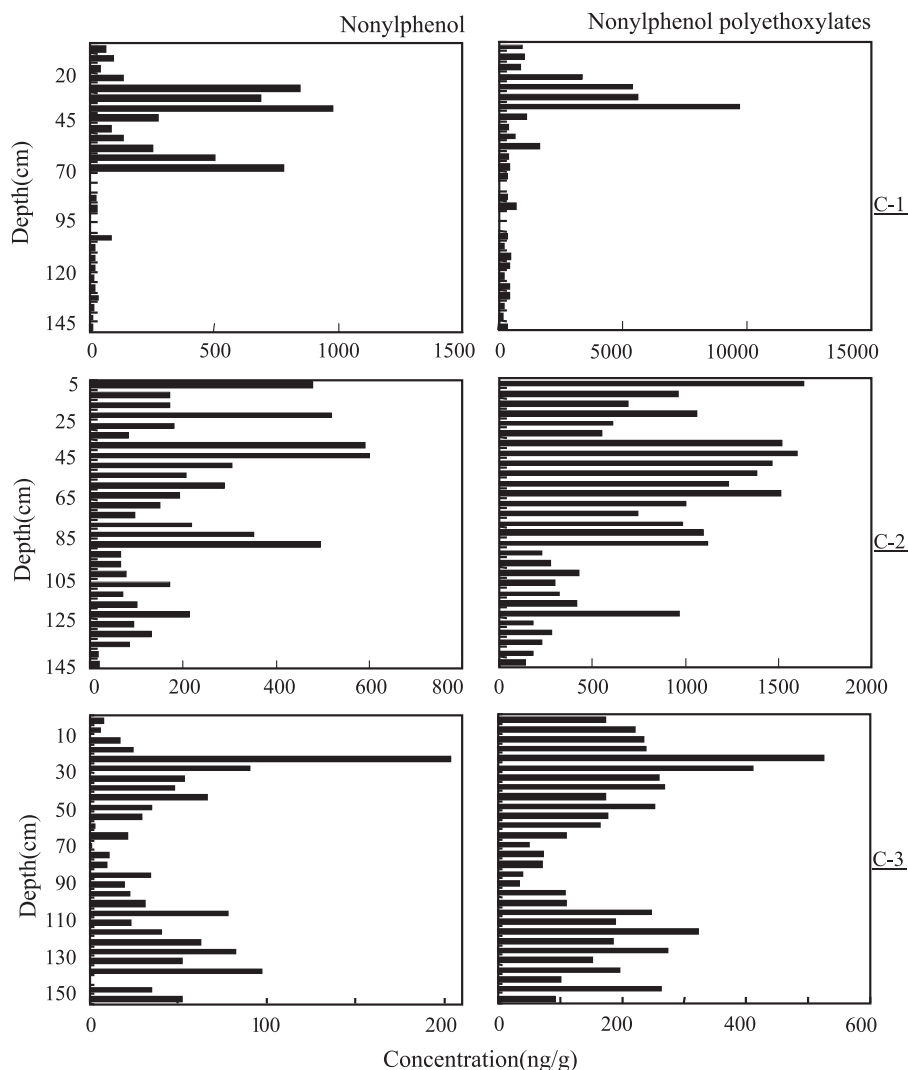 Nonylphenol
Nonylphenol polyethoxylates
Depth(cm)
20
45
70
95
120
145
0 500 1000 1500
0 5000 10000 15000
C-1
Depth(cm)
5
25
45
65
85
105
125
145
0 200 400 600 800
0 500 1000 1500 2000
C-2
Depth(cm)
10
30
50
70
90
110
130
150
0 100 200
0 200 400 600
C-3
Concentration(ng/g)